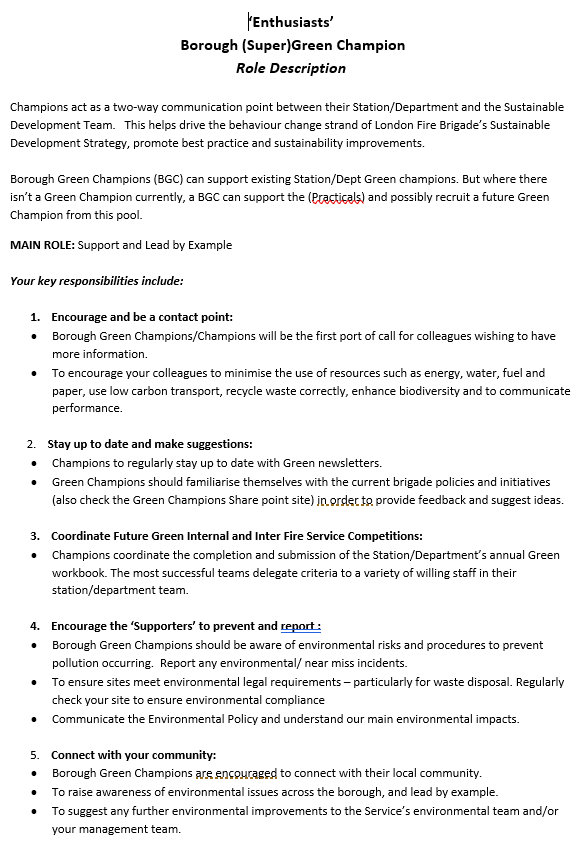 ‘Enthusiasts’
Borough (Super)Green Champion
Role Description
Champions act as a two-way communication point between their Station/Department and the Sustainable
Development Team.   This helps drive the behaviour change strand of London Fire Brigade’s Sustainable
Development Strategy, promote best practice and sustainability improvements.
Borough Green Champions (BGC) can support existing Station/Dept Green champions. But where there
isn’t a Green Champion currently, a BGC can support the (Practicals) and possibly recruit a future Green
Champion from this pool.
MAIN ROLE: Support and Lead by Example
Your key responsibilities include:
1. Encourage and be a contact point:
• Borough Green Champions/Champions will be the first port of call for colleagues wishing to have
more information.
• To encourage your colleagues to minimise the use of resources such as energy, water, fuel and
paper, use low carbon transport, recycle waste correctly, enhance biodiversity and to communicate
performance.
2. Stay up to date and make suggestions:
• Champions to regularly stay up to date with Green newsletters.
• Green Champions should familiarise themselves with the current brigade policies and initiatives
(also check the Green Champions Share point site) in order to provide feedback and suggest ideas.
3. Coordinate Future Green Internal and Inter Fire Service Competitions:
• Champions coordinate the completion and submission of the Station/Department’s annual Green
workbook. The most successful teams delegate criteria to a variety of willing staff in their
station/department team.
4. Encourage the ‘Supporters’ to prevent and report :
• Borough Green Champions should be aware of environmental risks and procedures to prevent
pollution occurring.  Report any environmental/ near miss incidents.
• To ensure sites meet environmental legal requirements – particularly for waste disposal. Regularly
check your site to ensure environmental compliance
• Communicate the Environmental Policy and understand our main environmental impacts.
5. Connect with your community:
• Borough Green Champions are encouraged to connect with their local community.
• To raise awareness of environmental issues across the borough, and lead by example.
• To suggest any further environmental improvements to the Service’s environmental team and/or
your management team.